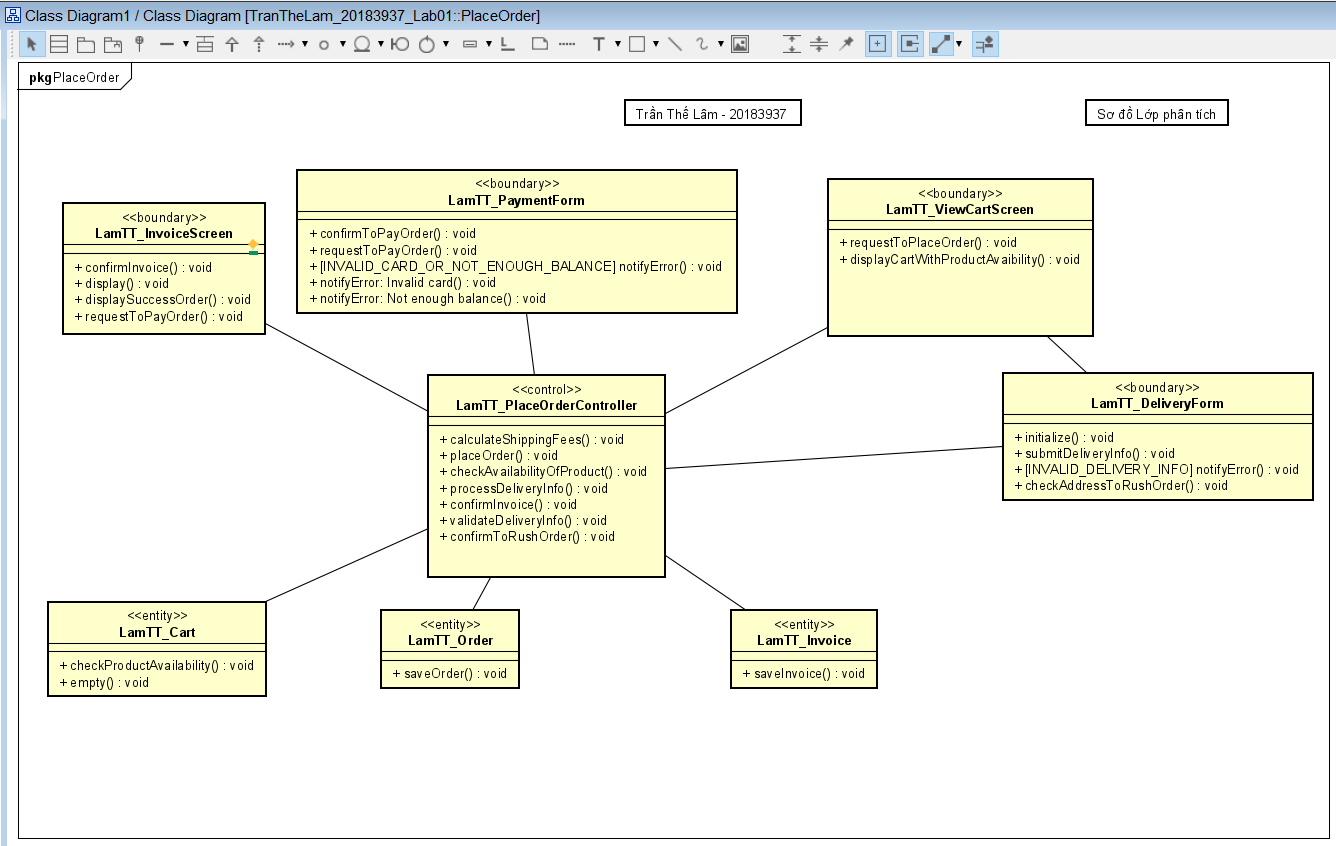 Class Diagram1 / Class Diagram [TranTheLam_20183937_Lab01::PlaceOrder]
pkg PlaceOrder
Trần Thế Lâm - 20183937
Sơ đồ Lớp phân tích
<<boundary>>
LamTT_InvoiceScreen
+ confirmInvoice() : void
+ display() : void
+ displaySuccessOrder() : void
+ requestToPayOrder() : void
<<boundary>>
LamTT_PaymentForm
+ confirmToPayOrder() : void
+ requestToPayOrder() : void
+ [INVALID_CARD_OR_NOT_ENOUGH_BALANCE] notifyError() : void
+ notifyError: Invalid card() : void
+ notifyError: Not enough balance() : void
<<boundary>>
LamTT_ViewCartScreen
+ requestToPlaceOrder() : void
+ displayCartWithProductAvaibility() : void
<<control>>
LamTT_PlaceOrderController
+ calculateShippingFees() : void
+ placeOrder() : void
+ checkAvailabilityOfProduct() : void
+ processDeliveryInfo() : void
+ confirmInvoice() : void
+ validateDeliveryInfo() : void
+ confirmToRushOrder() : void
<<boundary>>
LamTT_DeliveryForm
+ initialize() : void
+ submitDeliveryInfo() : void
+ [INVALID_DELIVERY_INFO] notifyError() : void
+ checkAddressToRushOrder() : void
<<entity>>
LamTT_Cart
+ checkProductAvailability() : void
+ empty() : void
<<entity>>
LamTT_Order
+ saveOrder() : void
<<entity>>
LamTT_Invoice
+ saveInvoice() : void